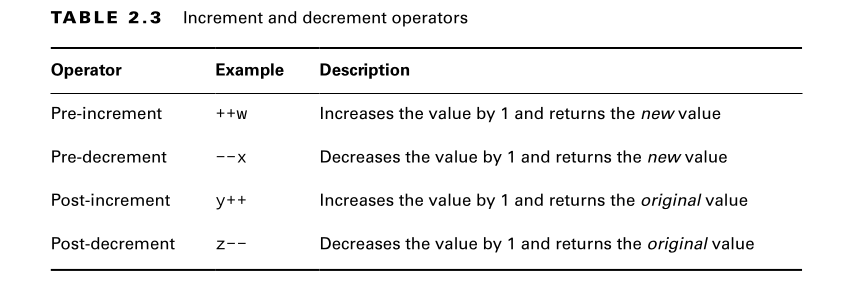 TABLE 2.3 Increment and decrement operators
Operator Example Description
Pre-increment ++w Increases the value by 1 and returns the new value
Pre-decrement --x Decreases the value by 1 and returns the new value
Post-increment y++ Increases the value by 1 and returns the original value
Post-decrement z-- Decreases the value by 1 and returns the original value